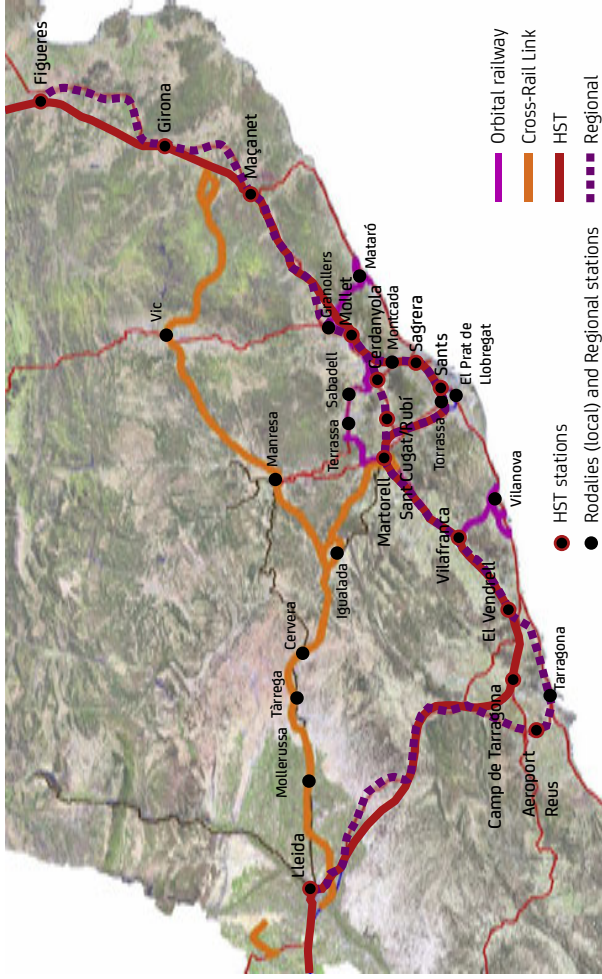 Figueres
Girona
Maçanet
Vic
Granollers
Mollet
Mataró
Cerdanyola
Montcada
Sagrera
Sants
El Prat de
Llobregat
Sabadell
Terrassa
Torrassa
Manresa
Martorell
Sant Cugat/Rubí
Vilafranca
Vilanova
Igualada
El Vendrell
Cervera
Tàrrega
Mollerussa
Lleida
Camp de Tarragona
Tarragona
Aeroport
Reus
Orbital railway
Cross-Rail Link
HST
Regional
HST stations
Rodalies (local) and Regional stations